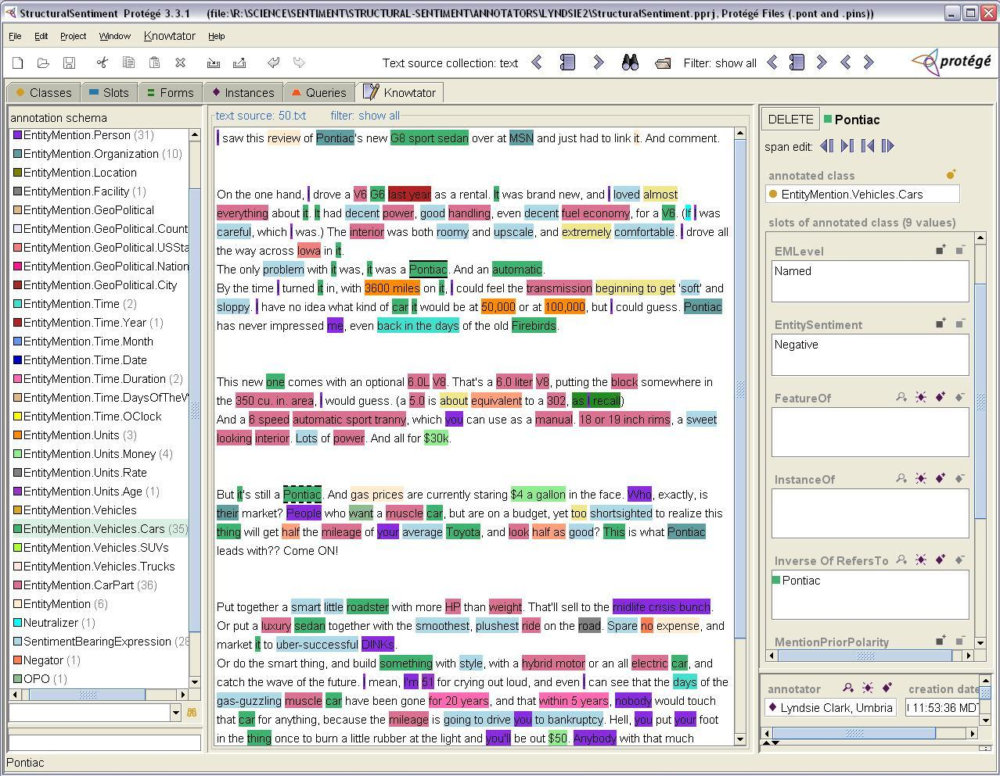 StructuralSentiment Protégé 3.3.1 (file:\R:\SCIENCE\SENTIMENT\STRUCTURAL-SENTIMENT\ANNOTATORS\LYNDSIE2\StructuralSentiment.pprj, Protégé Files (.pont and .pins))
File Edit Project Window Knowtator Help
Text source collection: text Filter: show all protégé
Classes Slots Forms Instances Queries Knowtator
annotation schema
EntityMention.Person (31)
EntityMention.Organization (10)
EntityMention.Location
EntityMention.Facility (1)
EntityMention.GeoPolitical
EntityMention.GeoPolitical.Count
EntityMention.GeoPolitical.USSta
EntityMention.GeoPolitical.Nation
EntityMention.GeoPolitical.City
EntityMention.Time (2)
EntityMention.Time.Year (1)
EntityMention.Time.Month
EntityMention.Time.Date
EntityMention.Time.Duration (2)
EntityMention.Time.DaysOfTheW
EntityMention.Time.OClock
EntityMention.Units (3)
EntityMention.Units.Money (4)
EntityMention.Units.Rate
EntityMention.Units.Age (1)
EntityMention.Vehicles
EntityMention.Vehicles.Cars (35)
EntityMention.Vehicles.SUVs
EntityMention.Vehicles.Trucks
EntityMention.CarPart (36)
EntityMention (6)
Neutralizer (1)
SentimentBearingExpression (28
Negator (1)
OPO (1)
text source: 50.txt filter: show all
I saw this review of Pontiac's new G8 sport sedan over at MSN and just had to link it. And comment.
On the one hand, I drove a V6 G6 last year as a rental. It was brand new, and I loved almost
everything about it. It had decent power, good handling, even decent fuel economy, for a V6. (If I was
careful, which I was.) The interior was both roomy and upscale, and extremely comfortable. I drove all
the way across Iowa in it.
The only problem with it was, it was a Pontiac. And an automatic.
By the time I turned it in, with 3600 miles on it, I could feel the transmission beginning to get 'soft' and
sloppy. I have no idea what kind of car it would be at 50,000 or at 100,000, but I could guess. Pontiac
has never impressed me, even back in the days of the old Firebirds.
This new one comes with an optional 6.0L V8. That's a 6.0 liter V8, putting the block somewhere in
the 350 cu. in. area, I would guess. (a 5.0 is about equivalent to a 302, as I recall)
And a 6 speed automatic sport tranny, which you can use as a manual. 18 or 19 inch rims, a sweet
looking interior. Lots of power. And all for $30k.
But it's still a Pontiac. And gas prices are currently staring $4 a gallon in the face. Who, exactly, is
their market? People who want a muscle car, but are on a budget, yet too shortsighted to realize this
thing will get half the mileage of your average Toyota, and look half as good? This is what Pontiac
leads with?? Come ON!
Put together a smart little roadster with more HP than weight. That'll sell to the midlife crisis bunch.
Or put a luxury sedan together with the smoothest, plushest ride on the road. Spare no expense, and
market it to uber-successful DINKs.
Or do the smart thing, and build something with style, with a hybrid motor or an all electric car, and
catch the wave of the future. I mean, I'm 51 for crying out loud, and even I can see that the days of the
gas-guzzling muscle car have been gone for 20 years, and that within 5 years, nobody would touch
that car for anything, because the mileage is going to drive you to bankruptcy. Hell, you put your foot
in the thing once to burn a little rubber at the light and you'll be out $50. Anybody with that much
DELETE Pontiac
span edit:
annotated class
EntityMention.Vehicles.Cars
slots of annotated class (9 values)
EMLevel
Named
EntitySentiment
Negative
FeatureOf
InstanceOf
Inverse Of RefersTo
Pontiac
MentionPriorPolarity
annotator creation date
Lyndsie Clark, Umbria 11:53:36 MDT
Pontiac